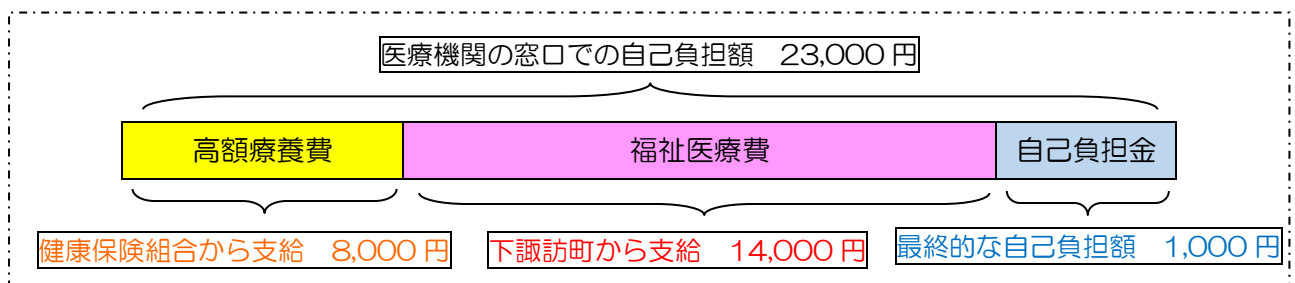 医療機関の窓口での自己負担額　23,000 円
高額療養費
福祉医療費
自己負担金
健康保険組合から支給　8,000 円
下諏訪町から支給　14,000 円
最終的な自己負担額　1,000 円